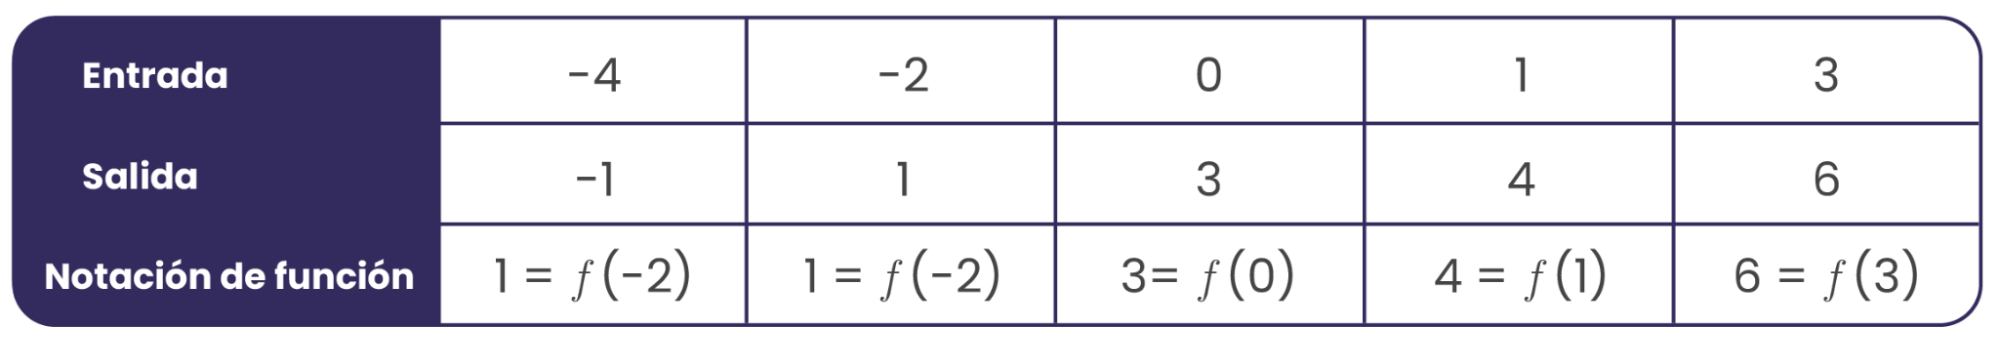 Entrada -4 -2 0 1 3
Salida -1 1 3 4 6
Notación de función 1 = f(-2) 1 = f(-2) 3= f(0) 4 = f(1) 6 = f(3)